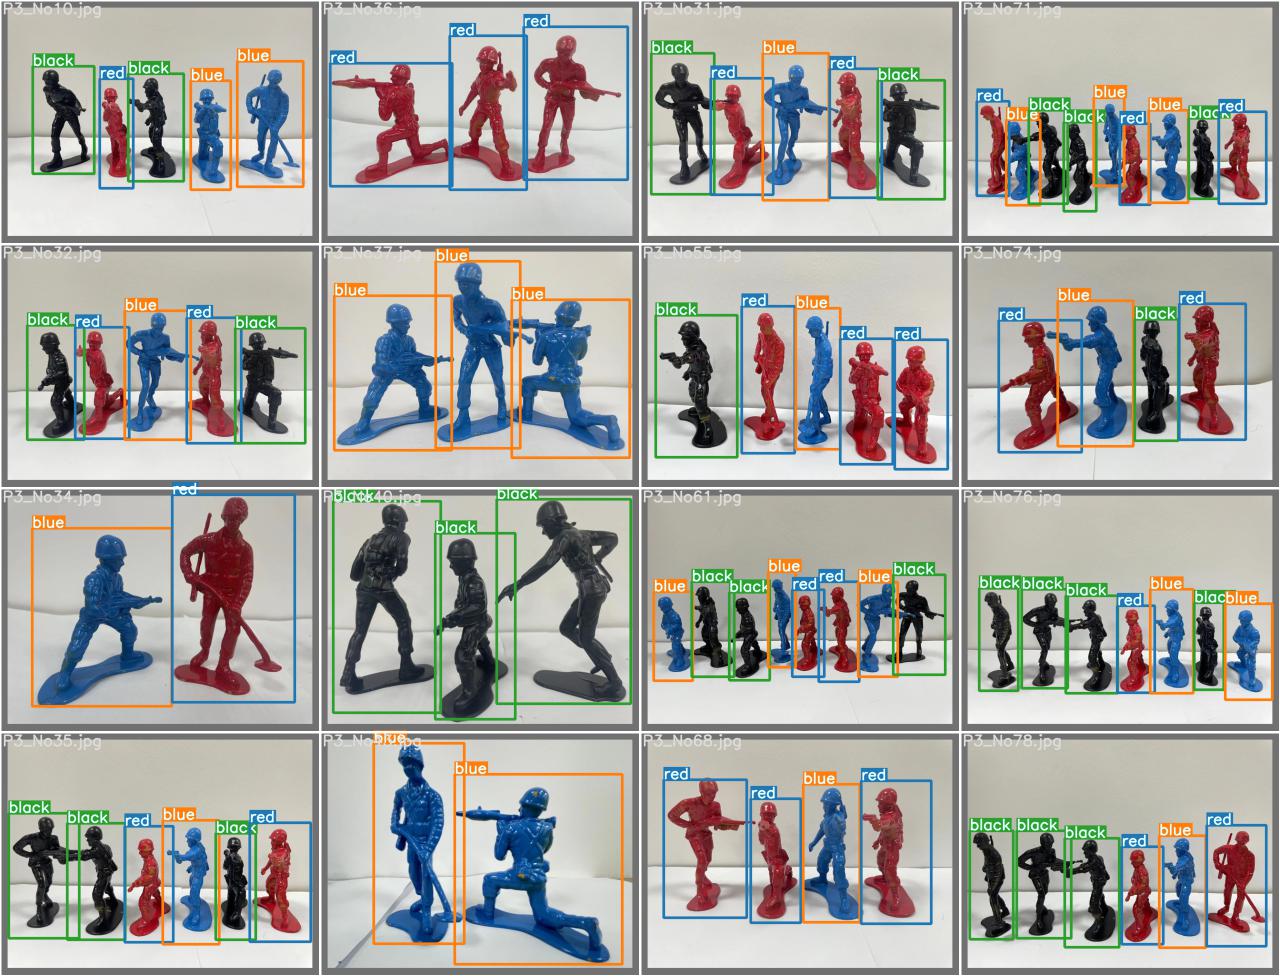 P3_No10.jpg
black
red
black
blue
blue
P3_No36.jpg
red
red
red
P3_No31.jpg
black
red
blue
red
black
P3_No71.jpg
red
blue
black
black
blue
red
blue
black
red
P3_No32.jpg
black
red
blue
red
black
P3_No37.jpg
blue
blue
blue
P3_No55.jpg
black
red
blue
red
red
P3_No74.jpg
red
blue
black
red
P3_No34.jpg
blue
red
black
40.jpg
black
black
P3_No61.jpg
blue
black
black
blue
red
red
blue
black
P3_No76.jpg
black
black
black
red
blue
black
blue
P3_No35.jpg
black
black
red
blue
black
red
P3_No
blue
.jpg
blue
P3_No68.jpg
red
red
blue
red
P3_No78.jpg
black
black
black
red
blue
red